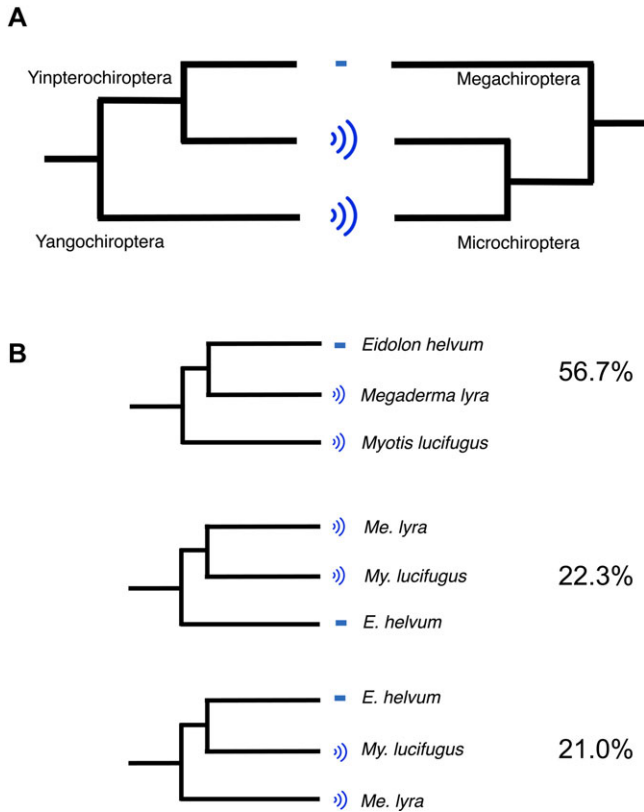 A
Yinpterochiroptera
Megachiroptera
Yangochiroptera
Microchiroptera
B
Eidolon helvum
Megaderma lyra
Myotis lucifugus
56.7%
Me. lyra
My. lucifugus
E. helvum
22.3%
E. helvum
My. lucifugus
Me. lyra
21.0%